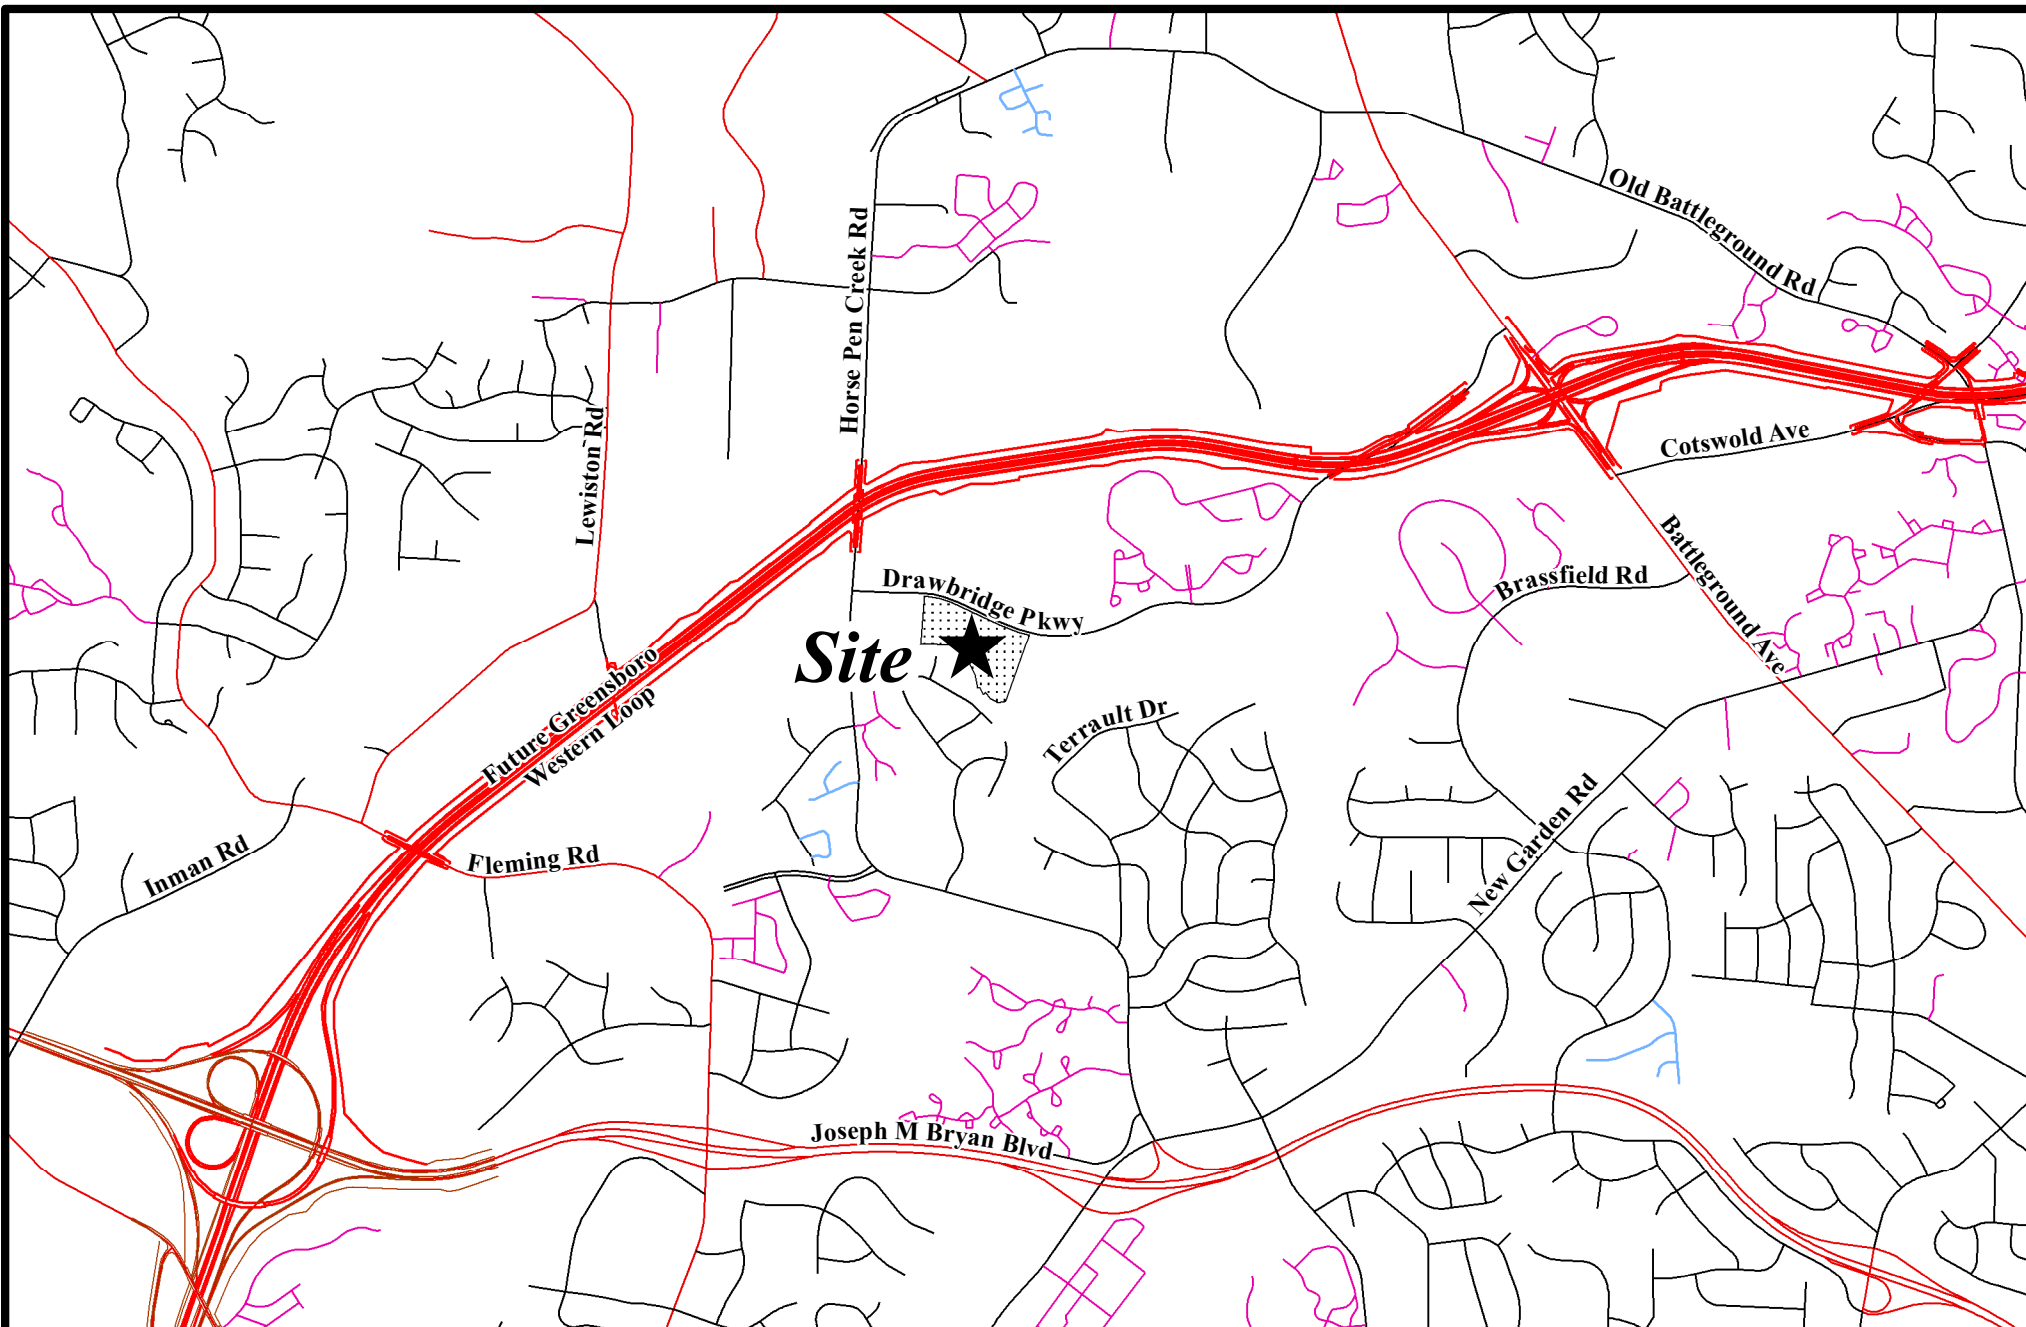 Old Battleground Rd
Horse Pen Creek Rd
Lewiston Rd
Cotswold Ave
Battleground Ave
Brassfield Rd
Drawbridge Pkwy
Site
Future Greensboro
Western Loop
Terrault Dr
New Garden Rd
Inman Rd
Fleming Rd
Joseph M Bryan Blvd